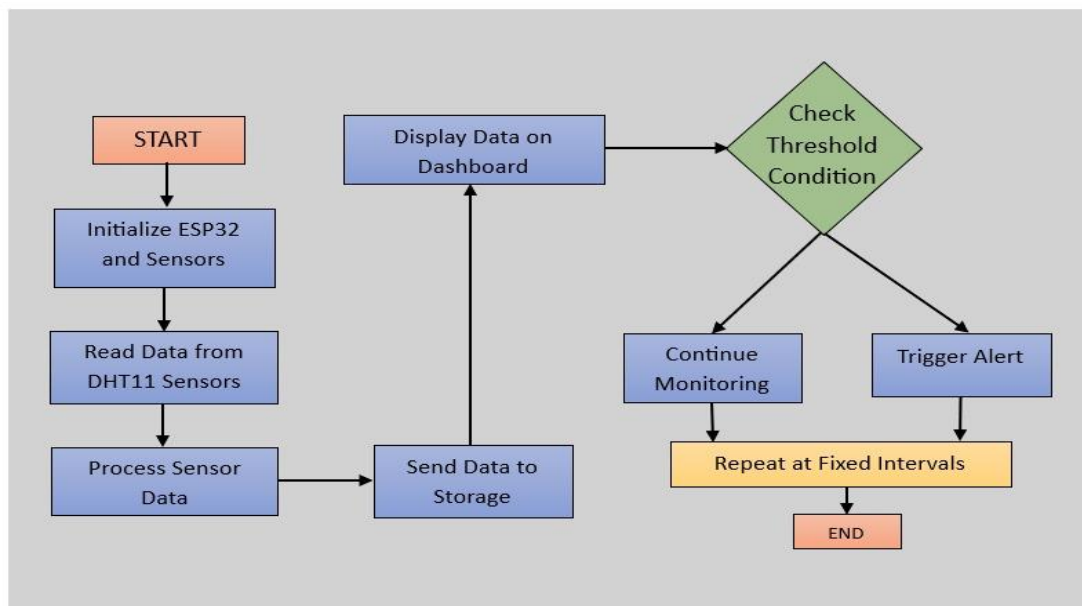 START
Initialize ESP32
and Sensors
Read Data from
DHT11 Sensors
Process Sensor
Data
Send Data to
Storage
Display Data on
Dashboard
Check
Threshold
Condition
Continue
Monitoring
Trigger Alert
Repeat at Fixed Intervals
END